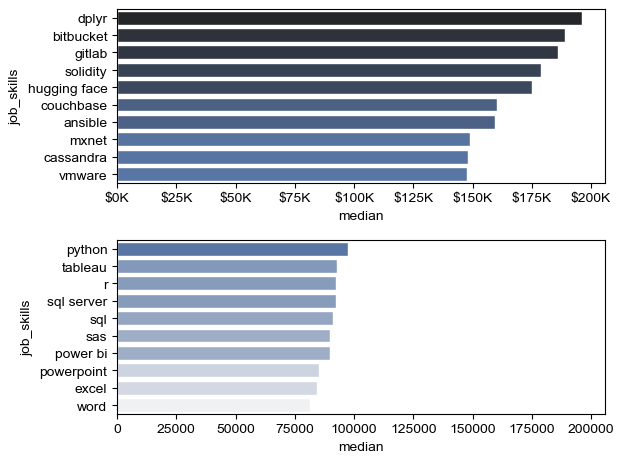 job_skills
dplyr
bitbucket
gitlab
solidity
hugging face
couchbase
ansible
mxnet
cassandra
vmware
$0K $25K $50K $75K $100K $125K $150K $175K $200K
median
job_skills
python
tableau
r
sql server
sql
sas
power bi
powerpoint
excel
word
0 25000 50000 75000 100000 125000 150000 175000 200000
median